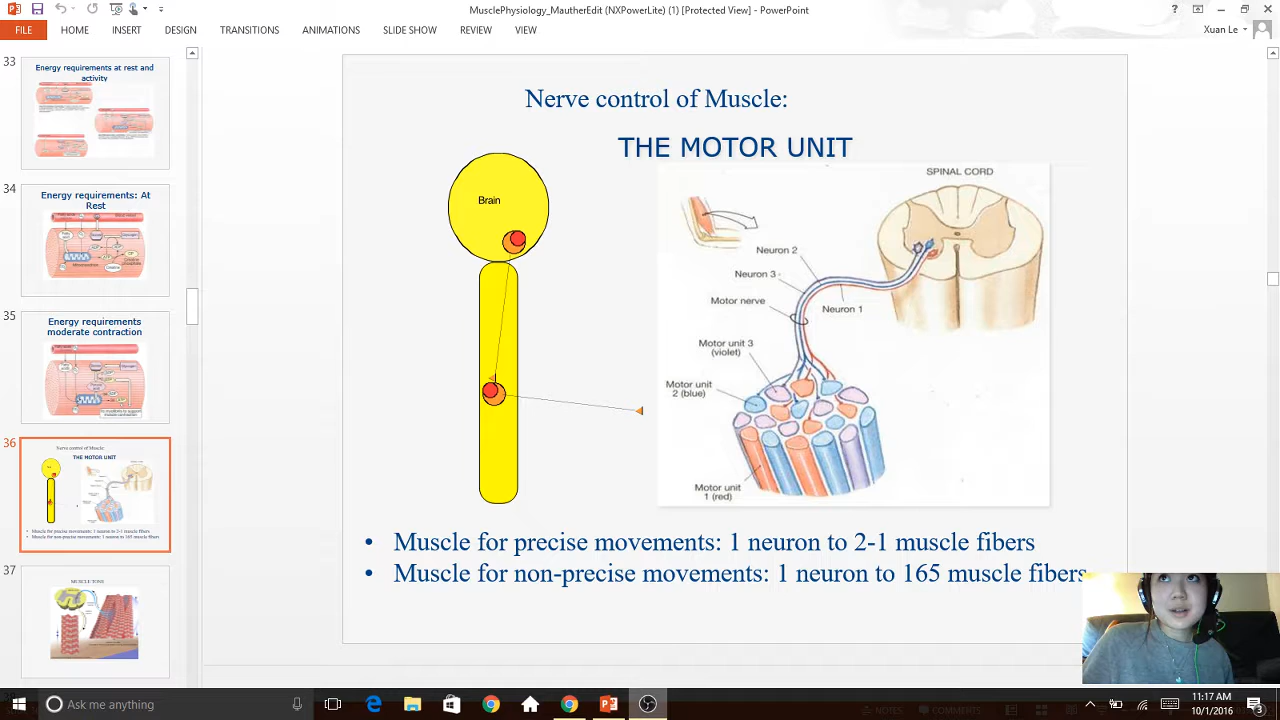 MusclePhysiology_MautherEdit (NXPowerLite) (1) [Protected View] - PowerPoint
FILE HOME INSERT DESIGN TRANSITIONS ANIMATIONS SLIDE SHOW REVIEW VIEW
Xuan Le
33
Energy requirements at rest and
activity
34
Energy requirements: At
Rest
35
Energy requirements
moderate contraction
36
Nerve control of Muscle:
THE MOTOR UNIT
Muscle for precise movements: 1 neuron to 2-1 muscle fibers
Muscle for non-precise movements: 1 neuron to 165 muscle fibers
37
Nerve control of Muscle:
THE MOTOR UNIT
Brain
SPINAL CORD
Neuron 2
Neuron 3
Motor nerve
Neuron 1
Motor unit 3
(violet)
Motor unit
2 (blue)
Motor unit
1 (red)
• Muscle for precise movements: 1 neuron to 2-1 muscle fibers
• Muscle for non-precise movements: 1 neuron to 165 muscle fibers
NOTES COMMENTS
Ask me anything
11:17 AM
10/1/2016